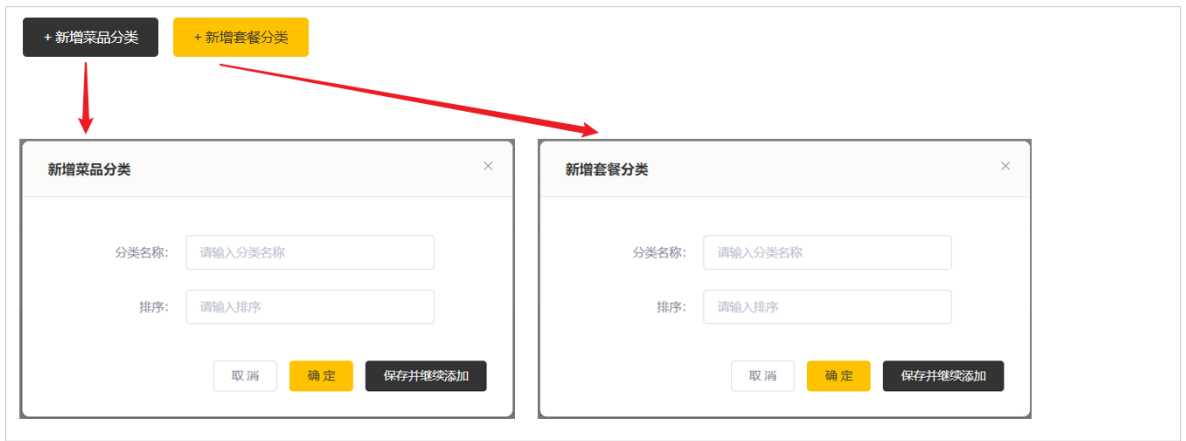 + 新增菜品分类
+ 新增套餐分类
新增菜品分类
×
分类名称:
请输入分类名称
排序:
请输入排序
取 消
确 定
保存并继续添加
新增套餐分类
×
分类名称:
请输入分类名称
排序:
请输入排序
取 消
确 定
保存并继续添加